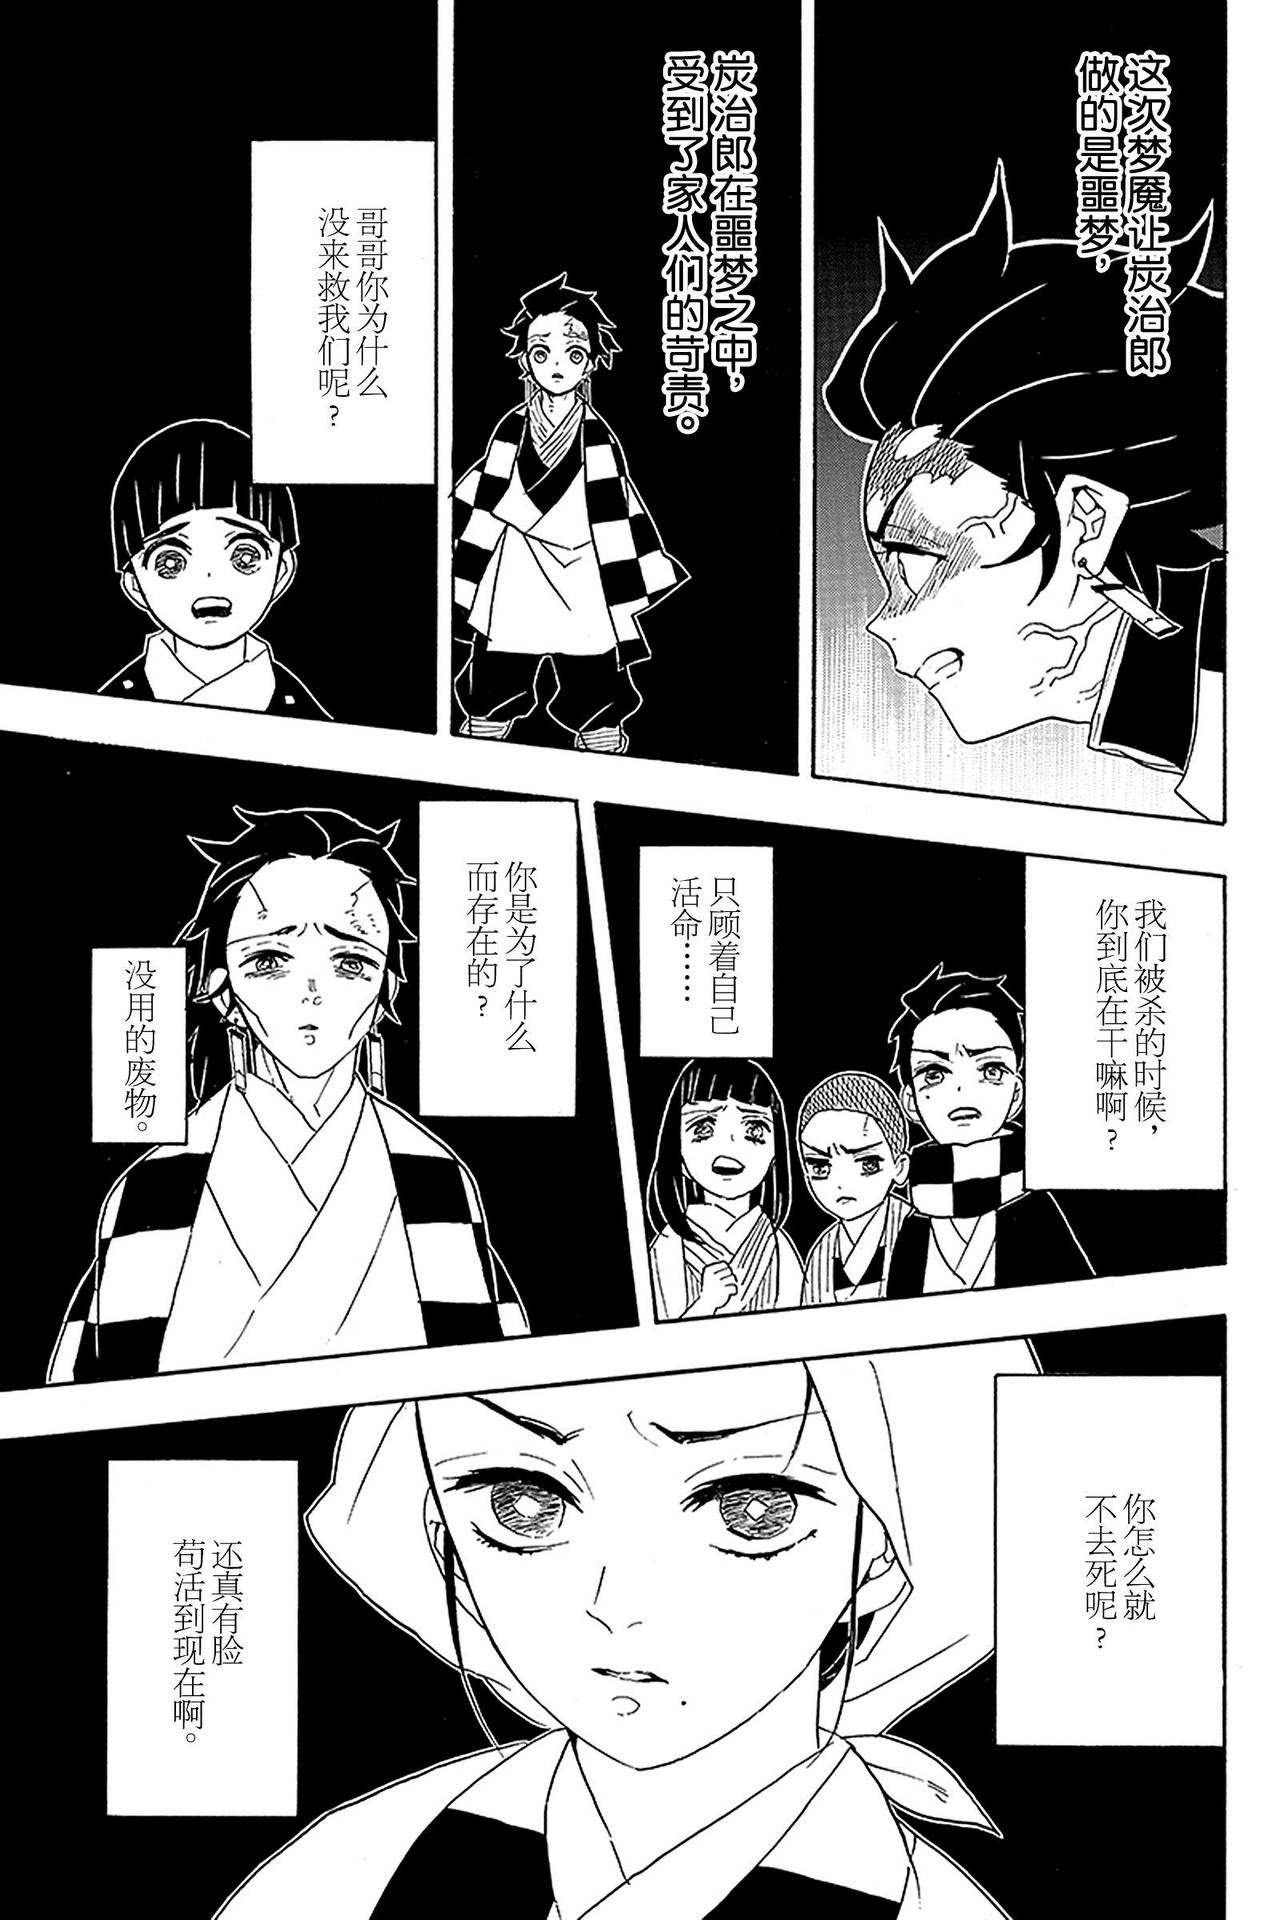 这次梦魇让炭治郎
做的是噩梦，
炭治郎在噩梦之中，
受到了家人们的苛责。
哥哥你为什么
没来救我们呢？
我们被杀的时候，
你到底在干嘛啊？
只顾着自己
活命……
你是为了什么
而存在的？
没用的废物。
你怎么就
不去死呢？
还真有脸
苟活到现在啊。